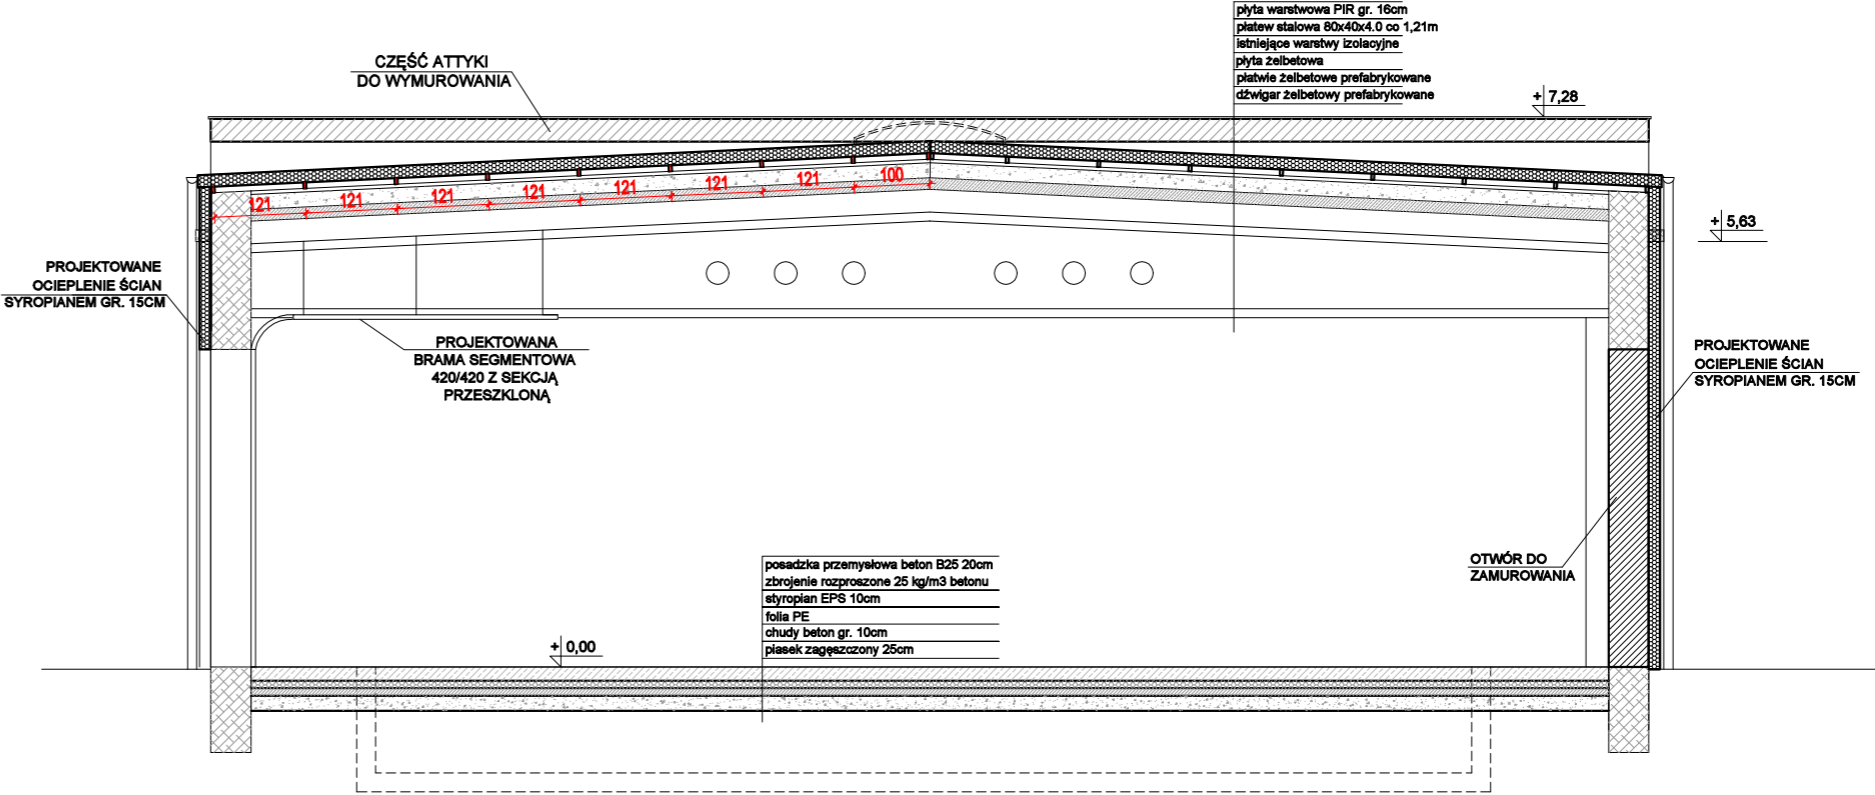 płyta warstwowa PIR gr. 16cm
płatew stalowa 80x40x4.0 co 1,21m
istniejące warstwy izolacyjne
płyta żelbetowa
płatwie żelbetowe prefabrykowane
dźwigar żelbetowy prefabrykowane
CZĘŚĆ ATTYKI
DO WYMUROWANIA
+ 7,28
121 121 121 121 121 121 121 100
+ 5,63
PROJEKTOWANE
OCIEPLENIE ŚCIAN
SYROPIANEM GR. 15CM
PROJEKTOWANA
BRAMA SEGMENTOWA
420/420 Z SEKCJĄ
PRZESZKLONĄ
PROJEKTOWANE
OCIEPLENIE ŚCIAN
SYROPIANEM GR. 15CM
OTWÓR DO
ZAMUROWANIA
posadzka przemysłowa beton B25 20cm
zbrojenie rozproszone 25 kg/m3 betonu
styropian EPS 10cm
folia PE
chudy beton gr. 10cm
piasek zagęszczony 25cm
+ 0,00